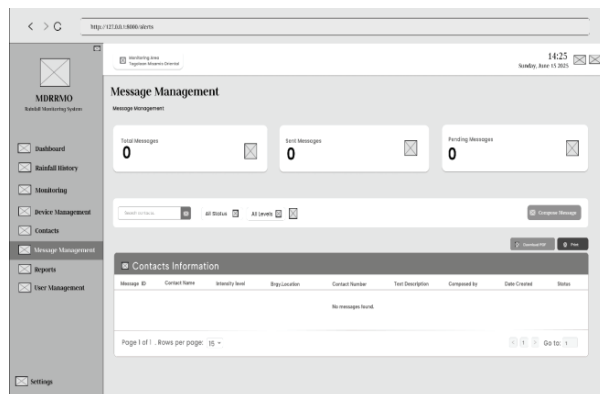 http://127.0.0.1:8000/alerts
Monitoring Area
Tagoloan Misamis Oriental
14:25
Sunday, June 15 2025
MDRRMO
Rainfall Monitoring System
Dashboard
Rainfall History
Monitoring
Device Management
Contacts
Message Management
Reports
User Management
Settings
Message Management
Message Management
Total Messages
0
Sent Messages
0
Pending Messages
0
All Status
All Levels
Compose Message
Download PDF
Print
Contacts Information
Message ID Contact Name Intensity level Brgy.Location Contact Number Text Description Composed by Date Created Status
No messages found.
Page 1 of 1 . Rows per page: 15
1 Go to: 1